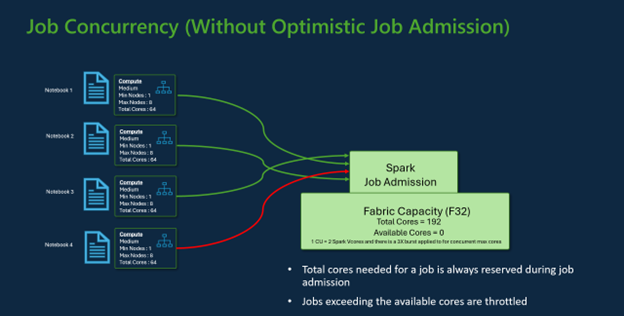 Job Concurrency (Without Optimistic Job Admission)
Notebook 1
Compute
Medium
Min Nodes : 1
Max Nodes : 8
Total Cores : 64
Notebook 2
Compute
Medium
Min Nodes : 1
Max Nodes : 8
Total Cores : 64
Notebook 3
Compute
Medium
Min Nodes : 1
Max Nodes : 8
Total Cores : 64
Notebook 4
Compute
Medium
Min Nodes : 1
Max Nodes : 8
Total Cores : 64
Spark
Job Admission
Fabric Capacity (F32)
Total Cores = 192
Available Cores = 0
1 CU = 2 Spark Vcores and there is a 3X burst applied to for concurrent max cores
• Total cores needed for a job is always reserved during job
admission
• Jobs exceeding the available cores are throttled